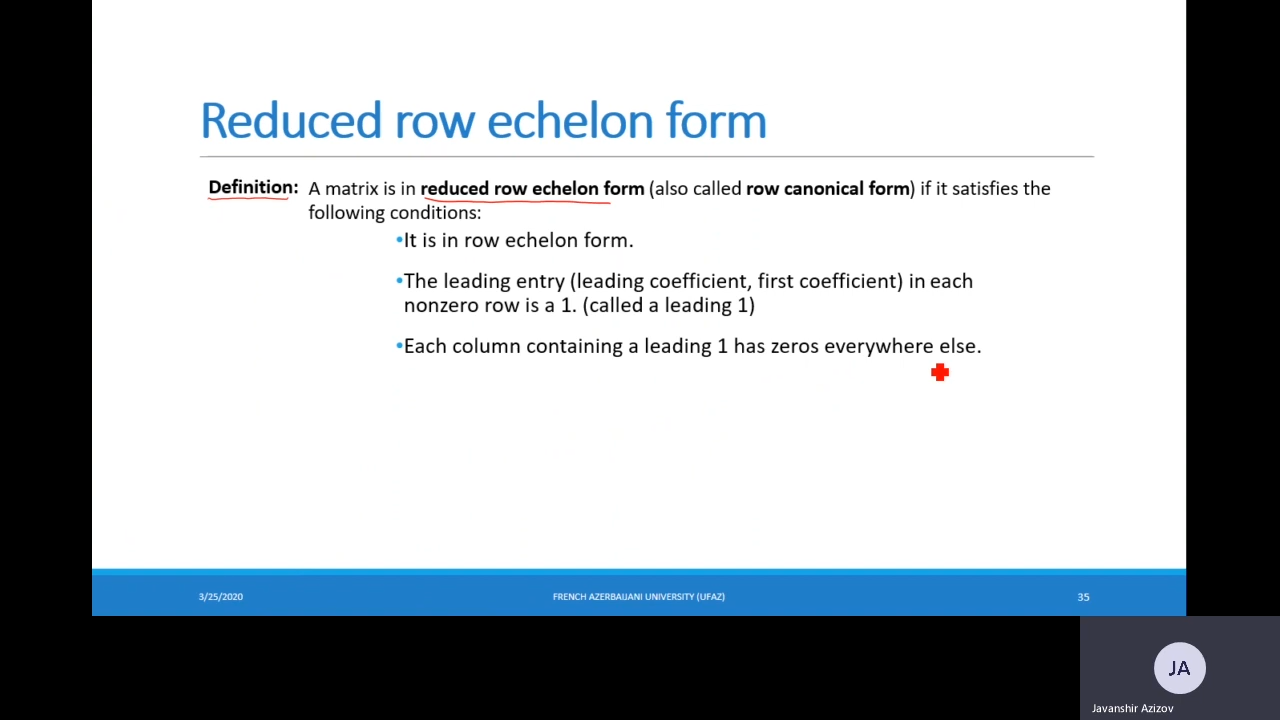 Reduced row echelon form
Definition: A matrix is in reduced row echelon form (also called row canonical form) if it satisfies the
following conditions:
•It is in row echelon form.
•The leading entry (leading coefficient, first coefficient) in each
nonzero row is a 1. (called a leading 1)
•Each column containing a leading 1 has zeros everywhere else.
3/25/2020
FRENCH AZERBAIJANI UNIVERSITY (UFAZ)
35
JA
Javanshir Azizov